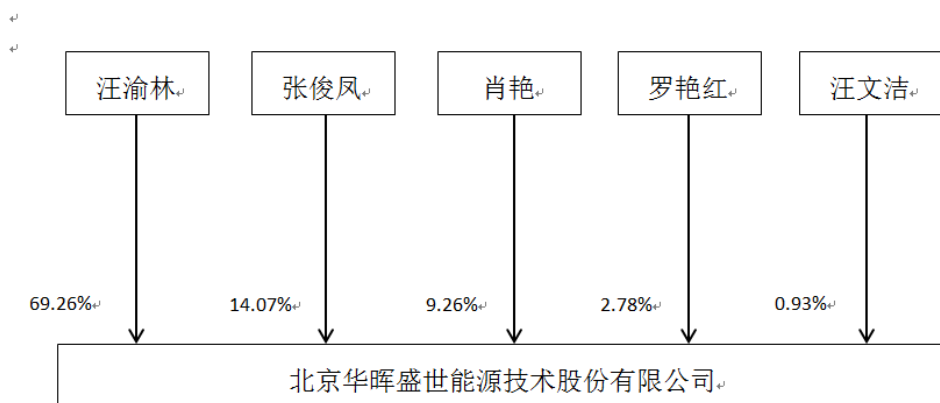 汪渝林
张俊凤
肖艳
罗艳红
汪文洁
69.26%
14.07%
9.26%
2.78%
0.93%
北京华晖盛世能源技术股份有限公司